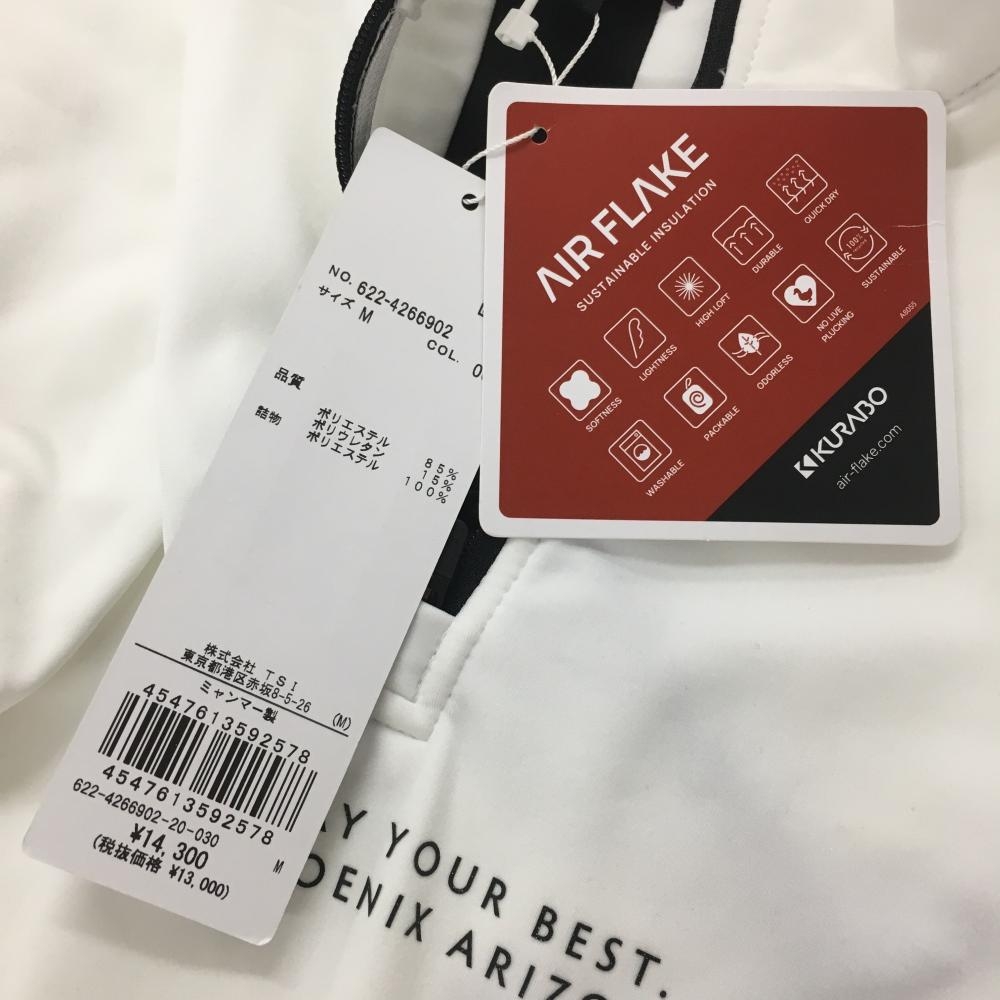 NO. 622-4266902
サイズ M
COL.
品質
ポリエステル 85%
ポリウレタン 15%
詰物 ポリエステル 100%
株式会社 TSI
東京都港区赤坂8-5-26
ミャンマー製 (M)
4547613592578
4547613592578
622-4266902-20-030
¥14,300 M
(税抜価格 ¥13,000)
AIR FLAKE
SUSTAINABLE INSULATION
SOFTNESS
LIGHTNESS
HIGH LOFT
DURABLE
QUICK DRY
WASHABLE
PACKABLE
ODORLESS
NO LIVE
PLUCKING
100%
SUSTAINABLE
A8055
KURABO
air-flake.com
YOUR BEST.